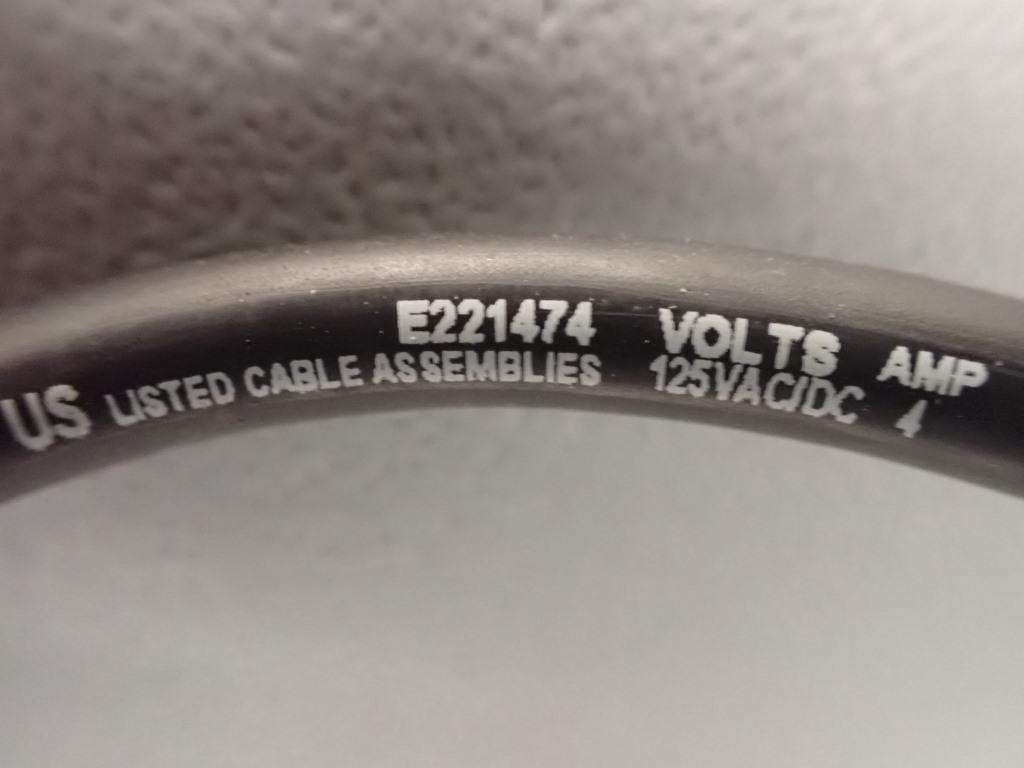 E221474 VOLTS AMP
US LISTED CABLE ASSEMBLIES 125VAC/DC 4